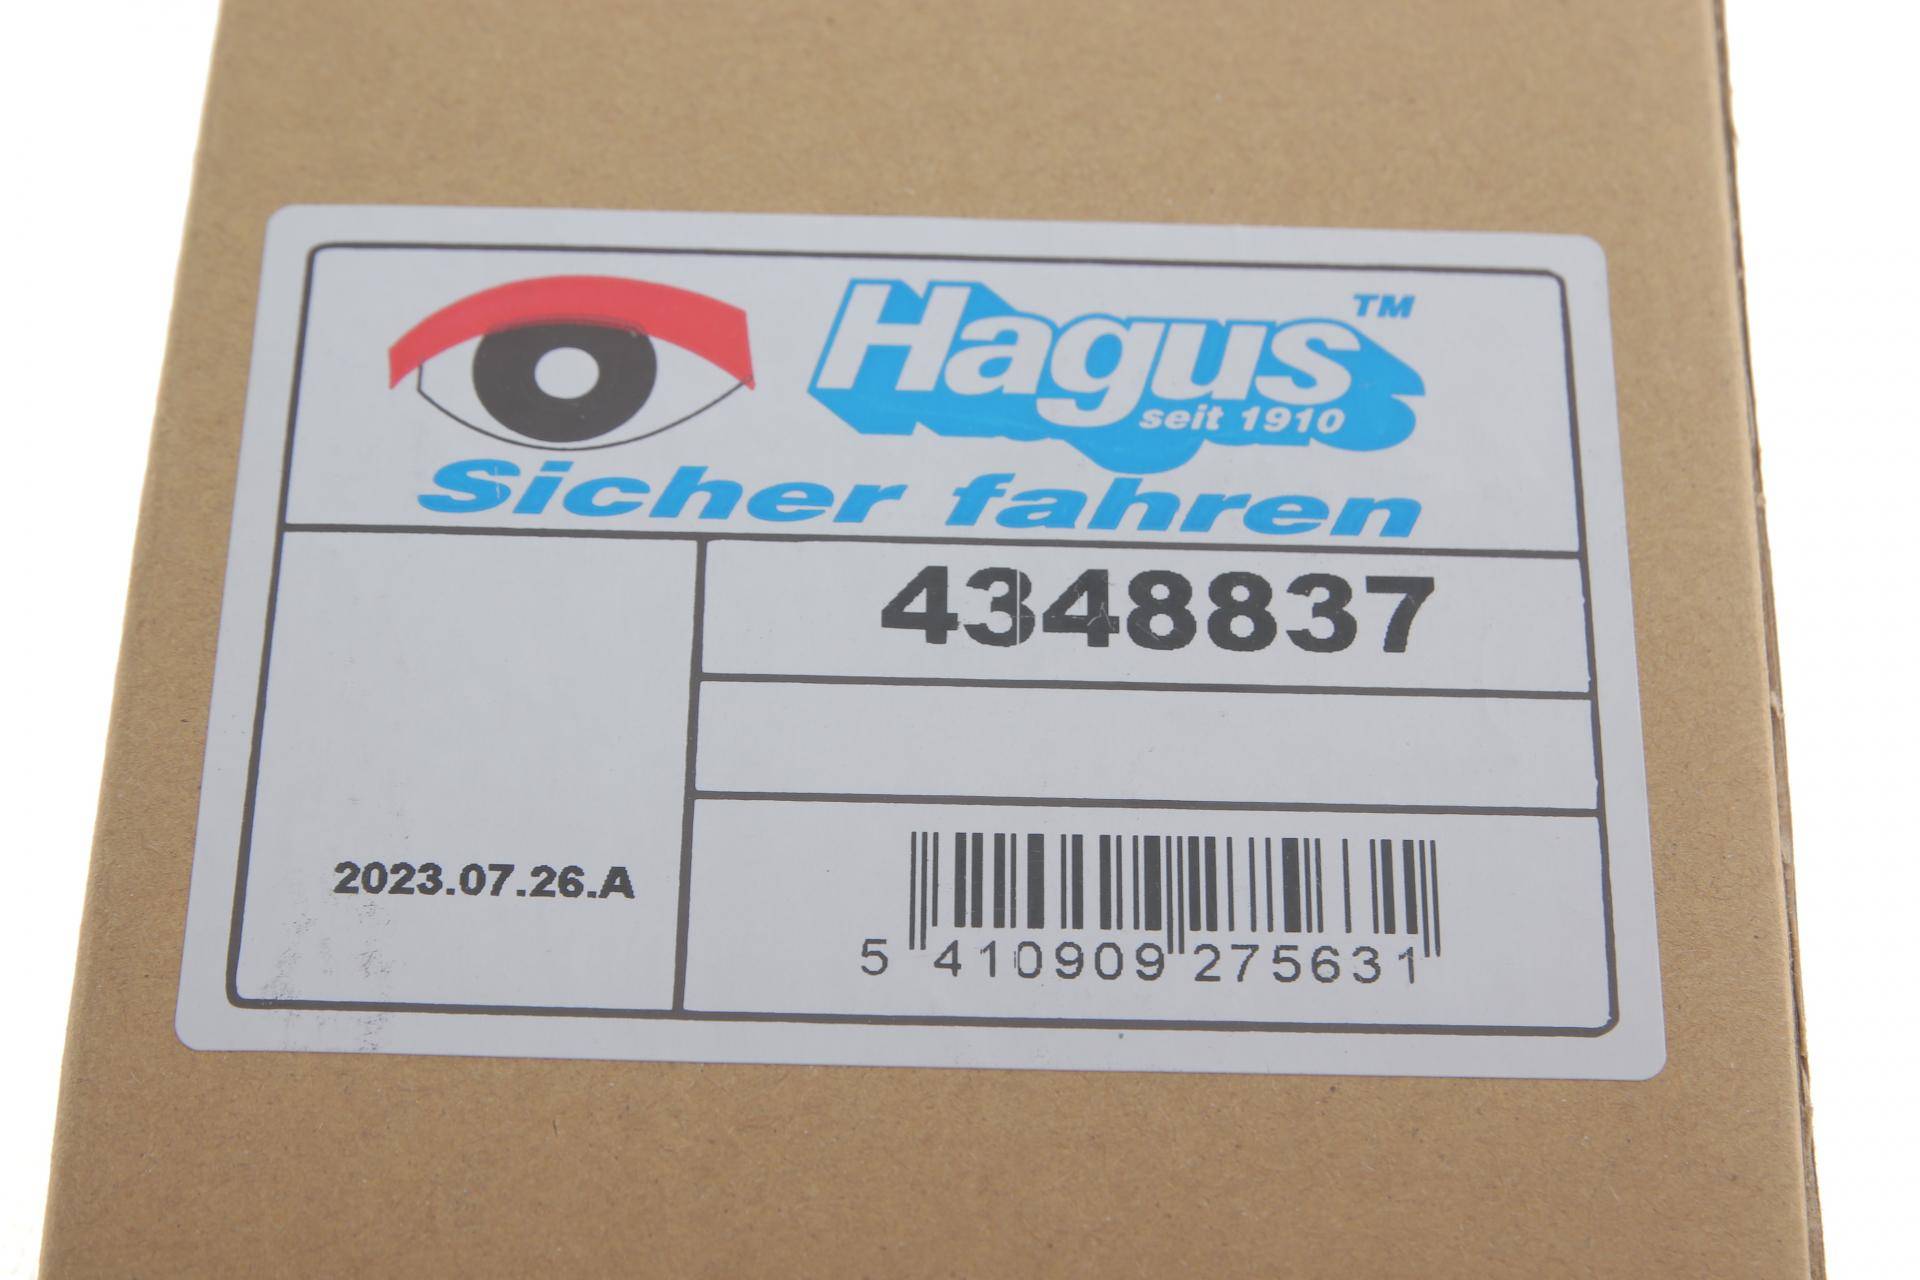 Hagus™
seit 1910
Sicher fahren
4348837
2023.07.26.A
5 410909 275631